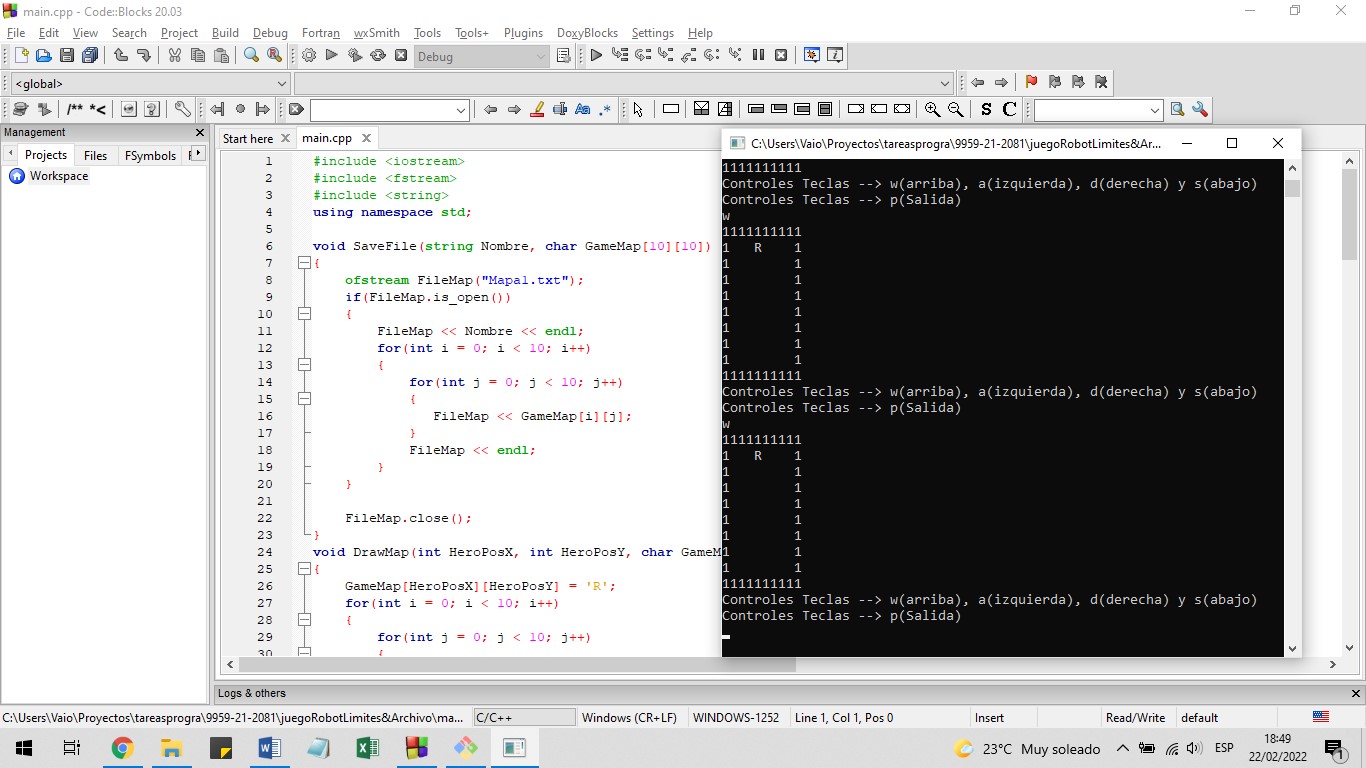 main.cpp - Code::Blocks 20.03
File Edit View Search Project Build Debug Fortran wxSmith Tools Tools+ Plugins DoxyBlocks Settings Help
Debug
<global>
/** *<
Aa .*
S C
Management
Projects Files FSymbols
Workspace
Start here main.cpp
1 #include <iostream>
2 #include <fstream>
3 #include <string>
4 using namespace std;
5
6 void SaveFile(string Nombre, char GameMap[10][10])
7 {
8 ofstream FileMap("Mapa1.txt");
9 if(FileMap.is_open())
10 {
11 FileMap << Nombre << endl;
12 for(int i = 0; i < 10; i++)
13 {
14 for(int j = 0; j < 10; j++)
15 {
16 FileMap << GameMap[i][j];
17 }
18 FileMap << endl;
19 }
20 }
21
22 FileMap.close();
23 }
24 void DrawMap(int HeroPosX, int HeroPosY, char GameM
25 {
26 GameMap[HeroPosX][HeroPosY] = 'R';
27 for(int i = 0; i < 10; i++)
28 {
29 for(int j = 0; j < 10; j++)
30 {
C:\Users\Vaio\Proyectos\tareasprogra\9959-21-2081\juegoRobotLimites&Ar...
1111111111
Controles Teclas --> w(arriba), a(izquierda), d(derecha) y s(abajo)
Controles Teclas --> p(Salida)
w
1111111111
1   R    1
1        1
1        1
1        1
1        1
1        1
1        1
1        1
1111111111
Controles Teclas --> w(arriba), a(izquierda), d(derecha) y s(abajo)
Controles Teclas --> p(Salida)
w
1111111111
1   R    1
1        1
1        1
1        1
1        1
1        1
1        1
1        1
1111111111
Controles Teclas --> w(arriba), a(izquierda), d(derecha) y s(abajo)
Controles Teclas --> p(Salida)
Logs & others
C:\Users\Vaio\Proyectos\tareasprogra\9959-21-2081\juegoRobotLimites&Archivo\ma... C/C++ Windows (CR+LF) WINDOWS-1252 Line 1, Col 1, Pos 0 Insert Read/Write default
23°C Muy soleado ESP 18:49
22/02/2022
1